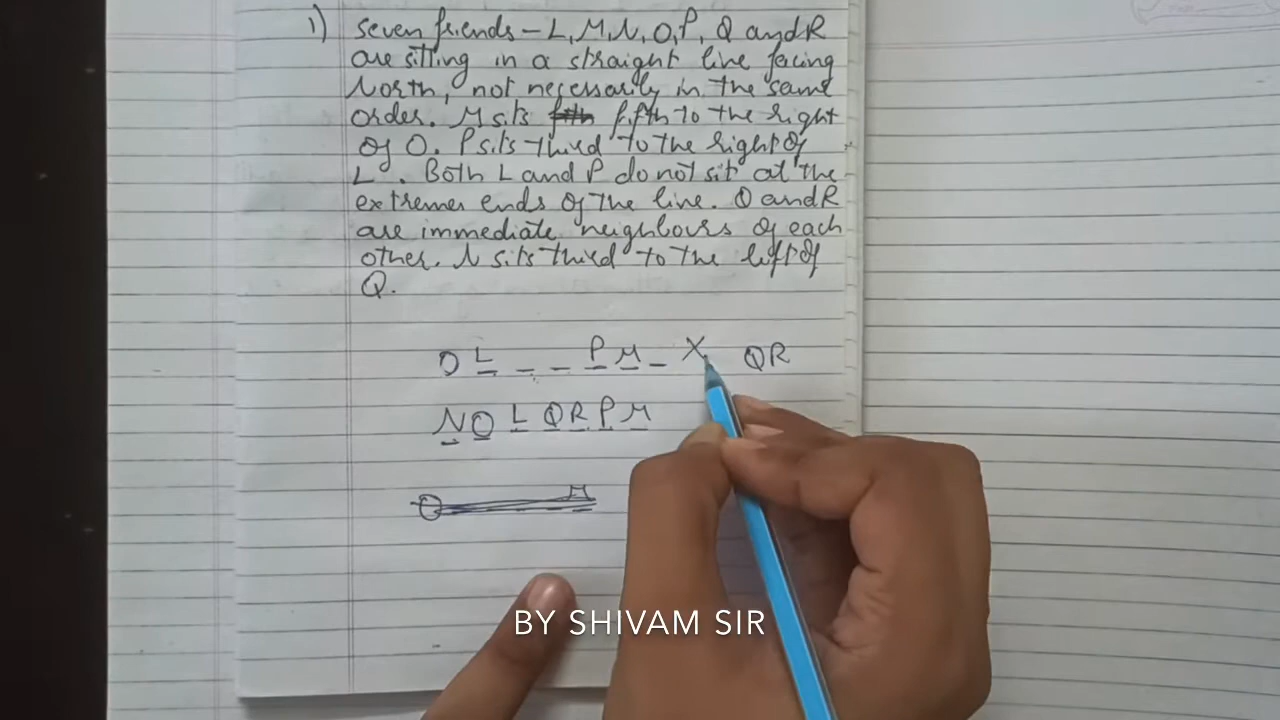 1) seven friends - L, M, N, O, P, Q and R
are sitting in a straight line facing
North, not necessarily in the same
order. M sits fifth to the right
of O. P sits third to the right of
L. Both L and P do not sit at the
extremer ends of the line. Q and R
are immediate neighbours of each
other. N sits third to the left of
Q.
O L _ _ P M _ X QR
N O L Q R P M
O M
BY SHIVAM SIR